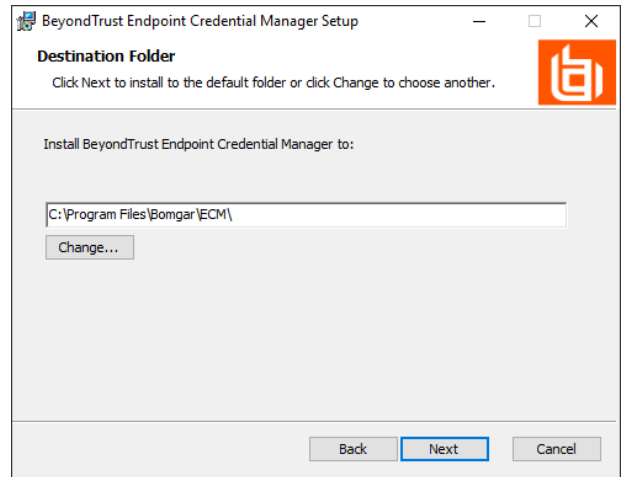 BeyondTrust Endpoint Credential Manager Setup
Destination Folder
Click Next to install to the default folder or click Change to choose another.
Install BeyondTrust Endpoint Credential Manager to:
C:\Program Files\Bomgar\ECM\
Change...
Back Next Cancel